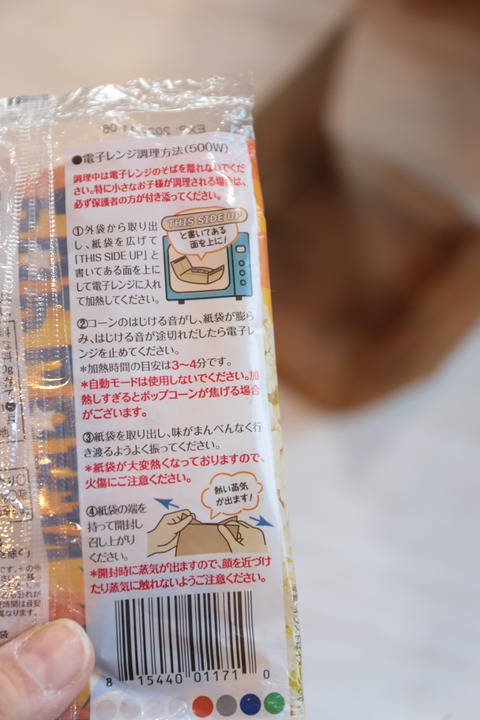 ●電子レンジ調理方法(500W)
調理中は電子レンジのそばを離れないでくだ
さい。特に小さなお子様が調理される場合は、
必ず保護者の方が付き添ってください。
①外袋から取り出
し、紙袋を広げて
「THIS SIDE UP」と
書いてある面を上に
して電子レンジに入れ
て加熱してください。
THIS SIDE UP
と書いてある
面を上に!
②コーンのはじける音がし、紙袋が膨ら
み、はじける音が途切れだしたら電子レ
ンジを止めてください。
*加熱時間の目安は3〜4分です。
*自動モードは使用しないでください。加
熱しすぎるとポップコーンが焦げる場合
がございます。
③紙袋を取り出し、味がまんべんなく行
き渡るようよく振ってください。
*紙袋が大変熱くなっておりますので、
火傷にご注意ください。
④紙袋の端を
持って開封し
召し上がり
ください。
熱い蒸気
が出ます!
*開封時に蒸気が出ますので、顔を近づけ
たり蒸気に触れないようご注意ください。
8 15440 01171 0